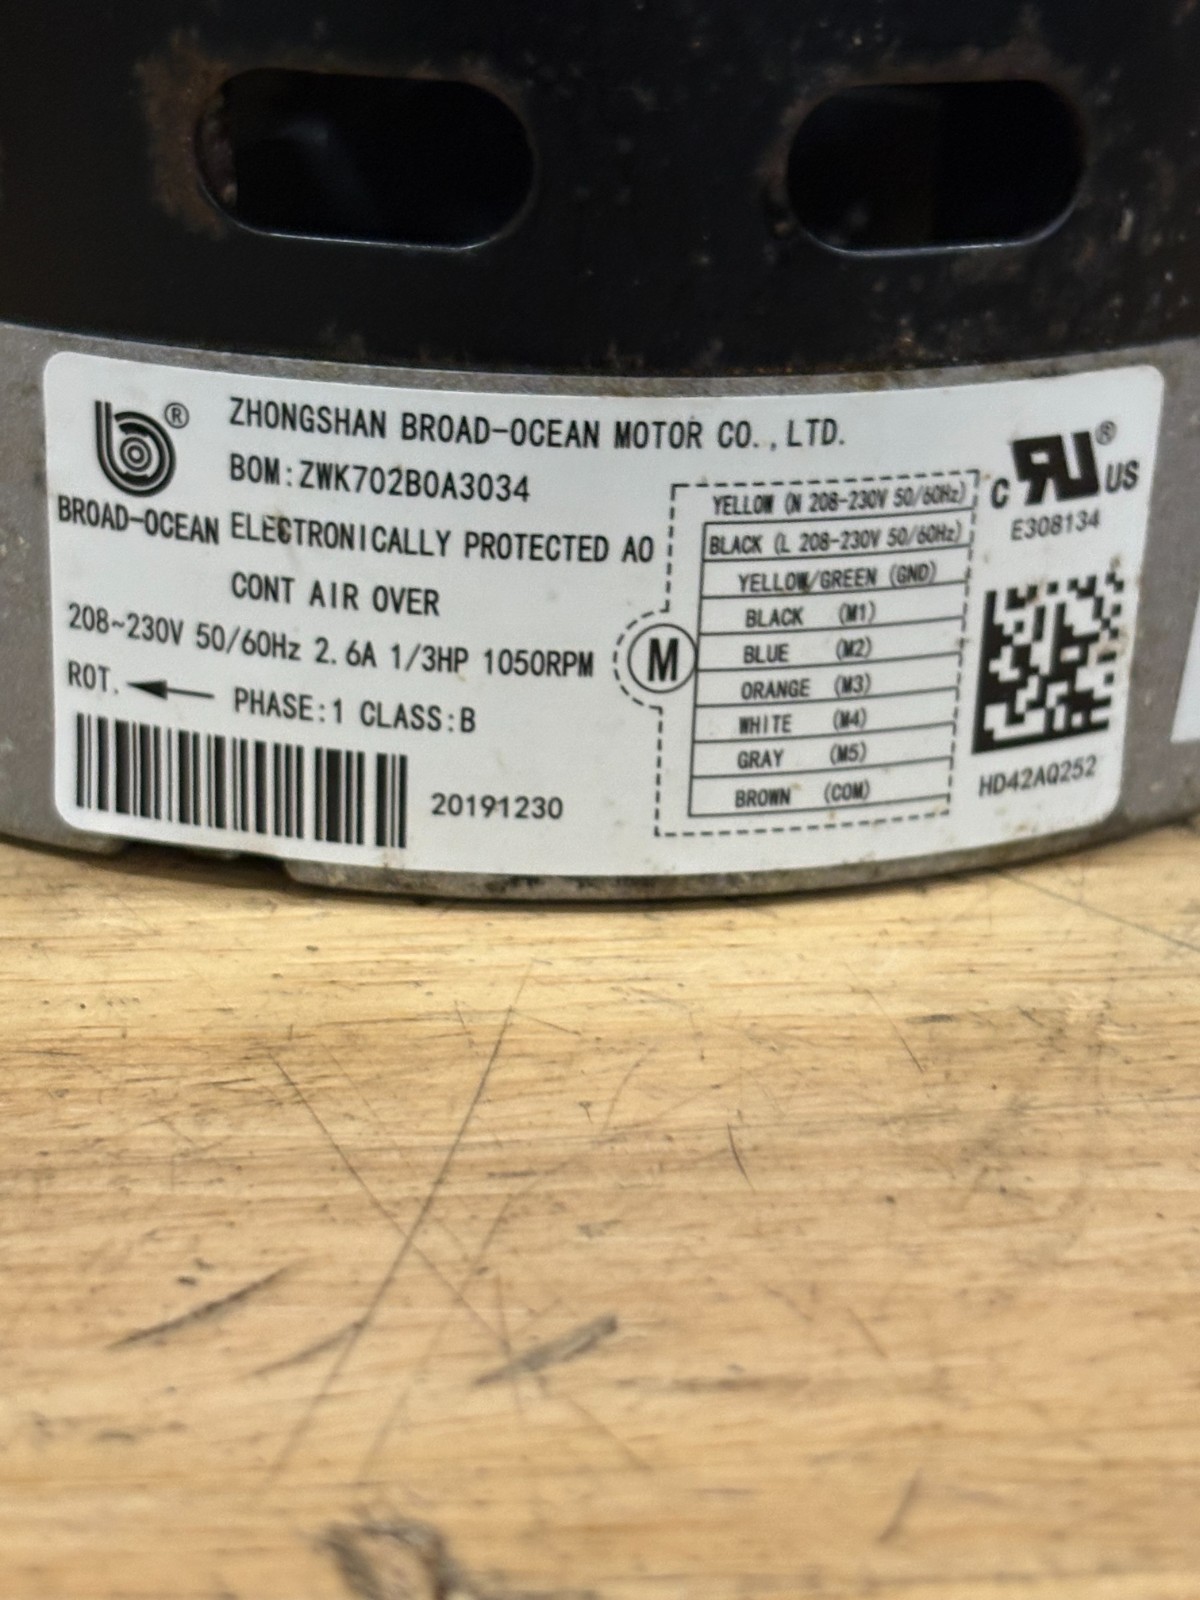 ZHONGSHAN BROAD-OCEAN MOTOR CO.,LTD.
BOM:ZWK702B0A3034
BROAD-OCEAN
ELECTRONICALLY PROTECTED AO
CONT AIR OVER
208~230V 50/60Hz 2.6A 1/3HP 1050RPM
ROT. PHASE:1 CLASS:B
20191230
M
YELLOW (N 208-230V 50/60Hz)
BLACK (L 208-230V 50/60Hz)
YELLOW/GREEN (GND)
BLACK (M1)
BLUE (M2)
ORANGE (M3)
WHITE (M4)
GRAY (M5)
BROWN (COM)
C RU® US
E308134
HD42AQ252